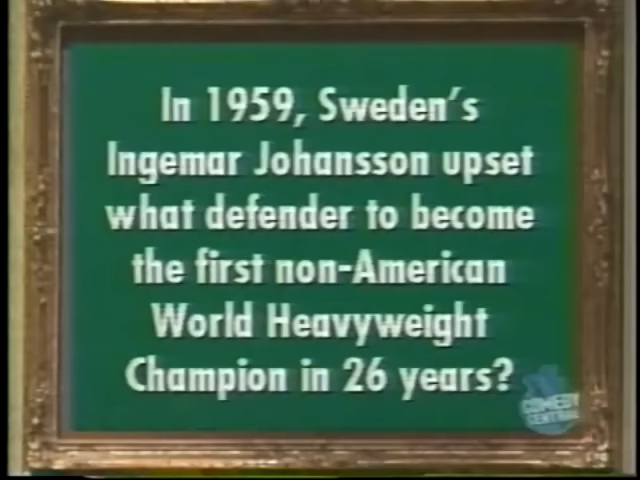 In 1959, Sweden's
Ingemar Johansson upset
what defender to become
the first non-American
World Heavyweight
Champion in 26 years?
COMEDY
CENTRAL